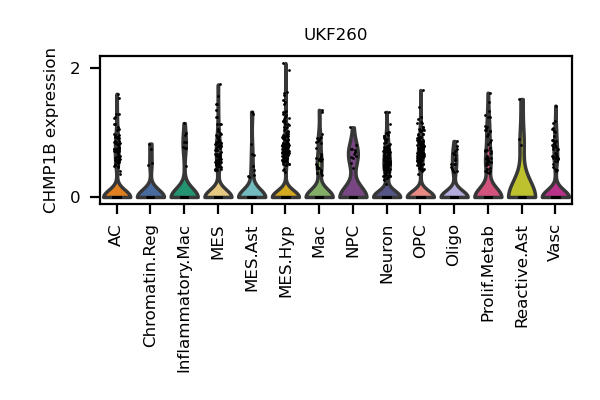 UKF260
CHMP1B expression
2
0
AC
Chromatin.Reg
Inflammatory.Mac
MES
MES.Ast
MES.Hyp
Mac
NPC
Neuron
OPC
Oligo
Prolif.Metab
Reactive.Ast
Vasc